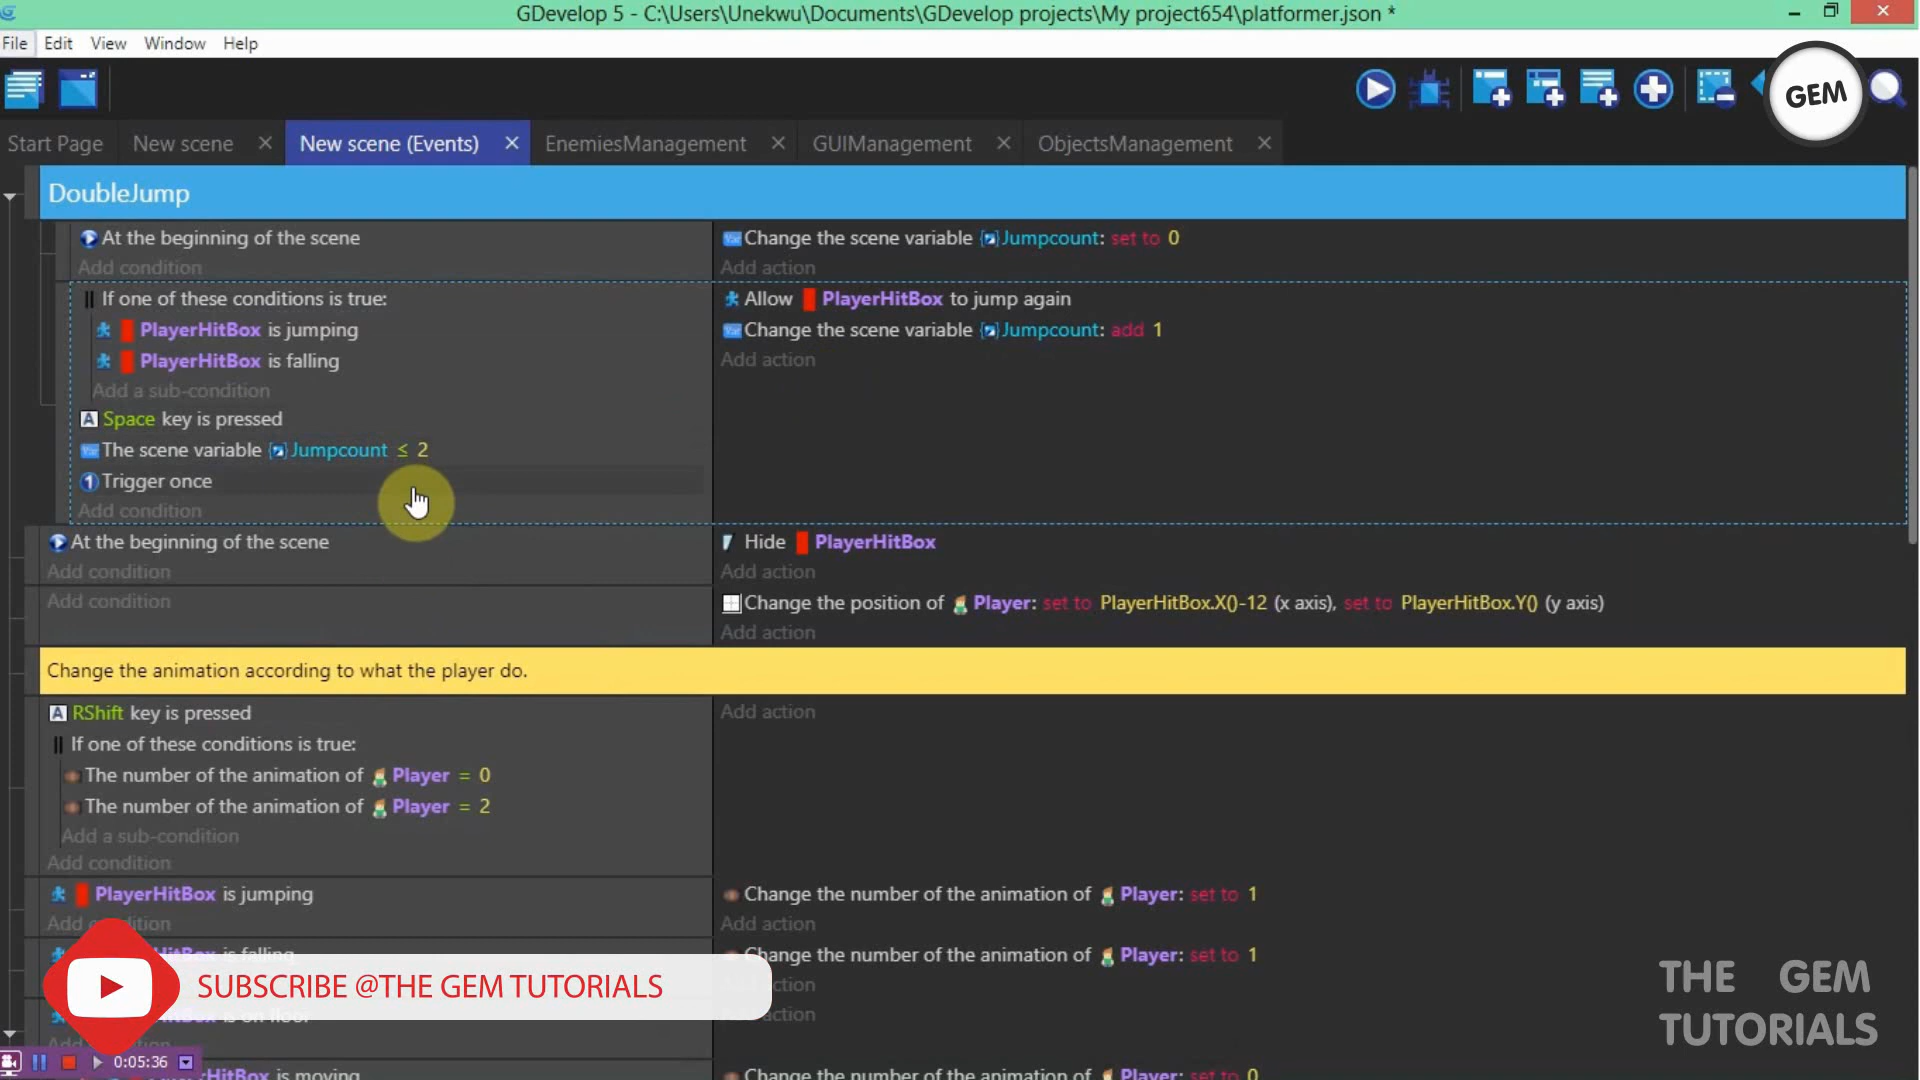 GDevelop 5 - C:\Users\Unekwu\Documents\GDevelop projects\My project654\platformer.json *
File Edit View Window Help
GEM
Start Page New scene New scene (Events) EnemiesManagement GUIManagement ObjectsManagement
DoubleJump
At the beginning of the scene
Change the scene variable Jumpcount: set to 0
Add condition
Add action
If one of these conditions is true:
Allow PlayerHitBox to jump again
PlayerHitBox is jumping
Change the scene variable Jumpcount: add 1
PlayerHitBox is falling
Add action
Add a sub-condition
Space key is pressed
The scene variable Jumpcount ≤ 2
Trigger once
Add condition
At the beginning of the scene
Hide PlayerHitBox
Add condition
Add action
Add condition
Change the position of Player: set to PlayerHitBox.X()-12 (x axis), set to PlayerHitBox.Y() (y axis)
Add action
Change the animation according to what the player do.
RShift key is pressed
Add action
If one of these conditions is true:
The number of the animation of Player = 0
The number of the animation of Player = 2
Add a sub-condition
Add condition
PlayerHitBox is jumping
Change the number of the animation of Player: set to 1
Add condition
Add action
is falling
Change the number of the animation of Player: set to 1
SUBSCRIBE @THE GEM TUTORIALS
THE GEM
TUTORIALS
0:05:36
HitBox is moving
Change the number of the animation of Player: set to 0